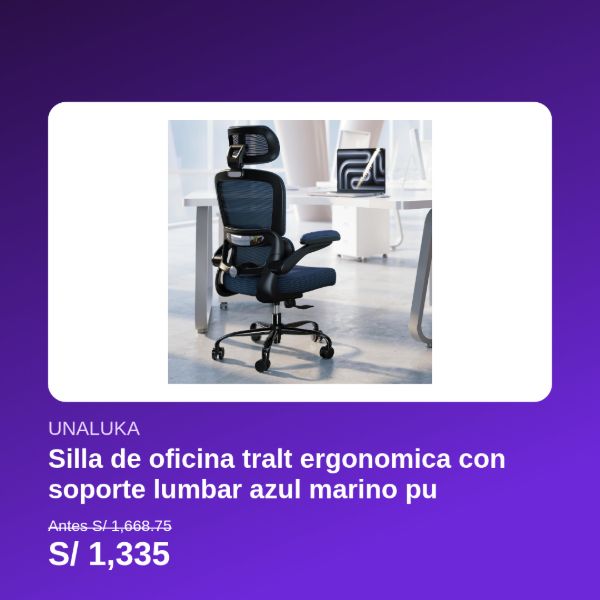 UNALUKA
Silla de oficina tralt ergonomica con
soporte lumbar azul marino pu
Antes S/ 1,668.75
S/ 1,335